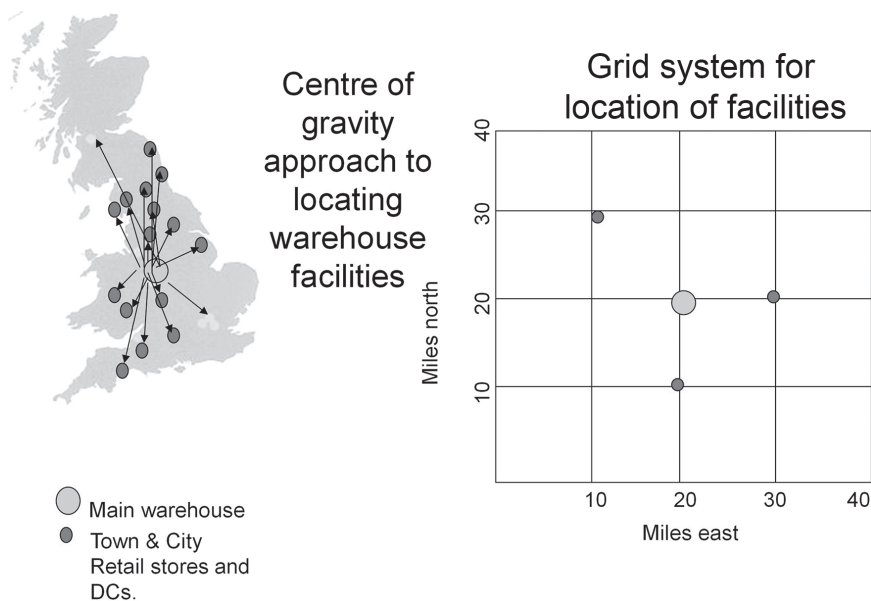 Centre of
gravity
approach to
locating
warehouse
facilities
Grid system for
location of facilities
40
30
20
10
Miles north
10
20
30
40
Miles east
Main warehouse
Town & City
Retail stores and
DCs.